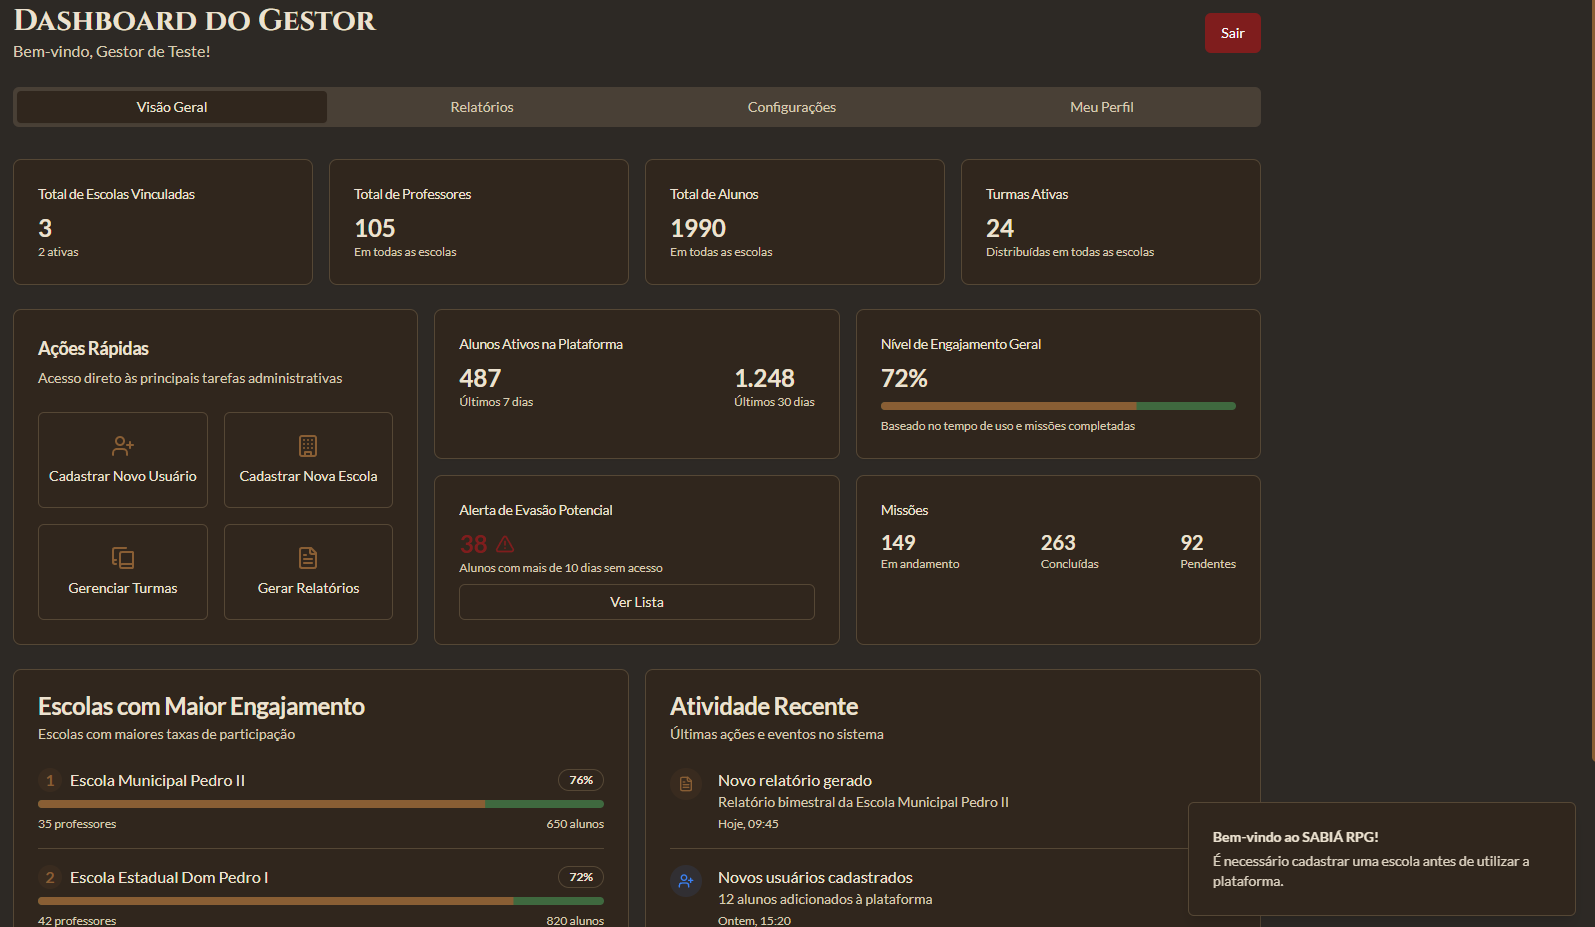 Dashboard do Gestor
Bem-vindo, Gestor de Teste!
Sair
Visão Geral
Relatórios
Configurações
Meu Perfil
Total de Escolas Vinculadas
3
2 ativas
Total de Professores
105
Em todas as escolas
Total de Alunos
1990
Em todas as escolas
Turmas Ativas
24
Distribuídas em todas as escolas
Ações Rápidas
Acesso direto às principais tarefas administrativas
Cadastrar Novo Usuário
Cadastrar Nova Escola
Gerenciar Turmas
Gerar Relatórios
Alunos Ativos na Plataforma
487
Últimos 7 dias
1.248
Últimos 30 dias
Nível de Engajamento Geral
72%
Baseado no tempo de uso e missões completadas
Alerta de Evasão Potencial
38
Alunos com mais de 10 dias sem acesso
Ver Lista
Missões
149
Em andamento
263
Concluídas
92
Pendentes
Escolas com Maior Engajamento
Escolas com maiores taxas de participação
1
Escola Municipal Pedro II
76%
35 professores
650 alunos
2
Escola Estadual Dom Pedro I
72%
42 professores
820 alunos
Atividade Recente
Últimas ações e eventos no sistema
Novo relatório gerado
Relatório bimestral da Escola Municipal Pedro II
Hoje, 09:45
Novos usuários cadastrados
12 alunos adicionados à plataforma
Ontem, 15:20
Bem-vindo ao SABIÁ RPG!
É necessário cadastrar uma escola antes de utilizar a
plataforma.